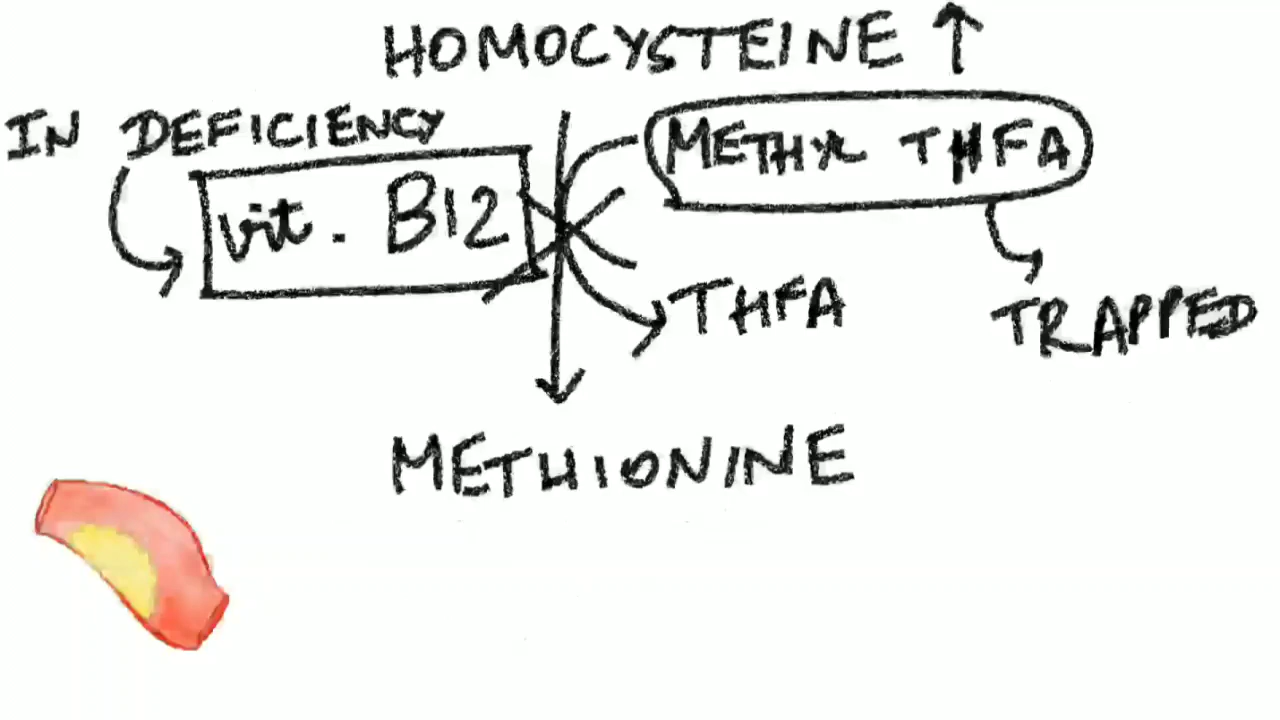 HOMOCYSTEINE ↑
IN DEFICIENCY
METHYL THFA
vit. B12
THFA
TRAPPED
METHIONINE